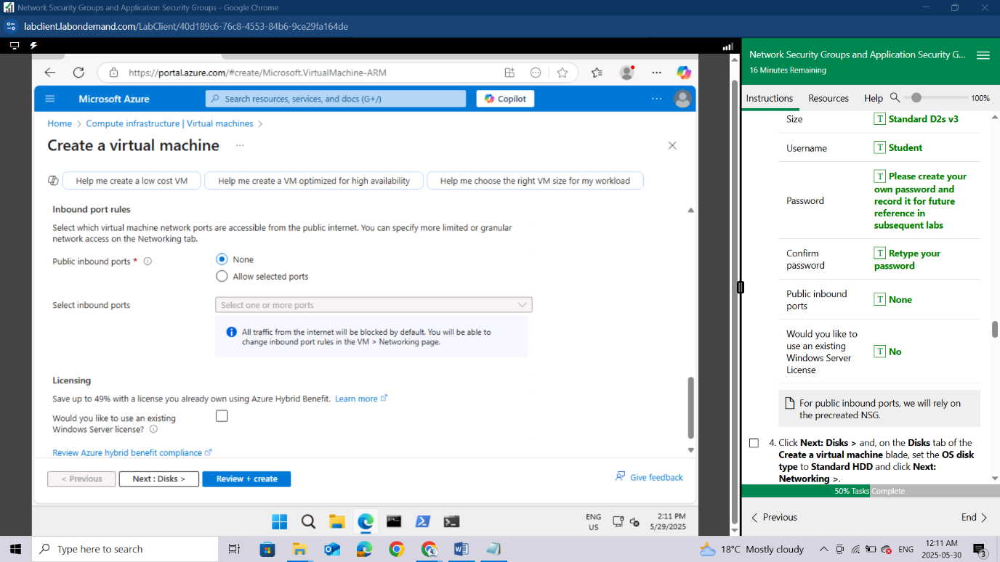 Network Security Groups and Application Security Groups - Google Chrome
labclient.labondemand.com/LabClient/40d189c6-76c8-4553-84b6-9ce29fa164de
https://portal.azure.com/#create/Microsoft.VirtualMachine-ARM
Microsoft Azure
Search resources, services, and docs (G+/)
Copilot
Home > Compute infrastructure | Virtual machines >
Create a virtual machine
Help me create a low cost VM
Help me create a VM optimized for high availability
Help me choose the right VM size for my workload
Inbound port rules
Select which virtual machine network ports are accessible from the public internet. You can specify more limited or granular
network access on the Networking tab.
Public inbound ports *
None
Allow selected ports
Select inbound ports
Select one or more ports
All traffic from the internet will be blocked by default. You will be able to
change inbound port rules in the VM > Networking page.
Licensing
Save up to 49% with a license you already own using Azure Hybrid Benefit. Learn more
Would you like to use an existing
Windows Server license?
Review Azure hybrid benefit compliance
< Previous
Next : Disks >
Review + create
Give feedback
ENG
US
2:11 PM
5/29/2025
Network Security Groups and Application Security G...
16 Minutes Remaining
Instructions
Resources
Help
100%
Size
T Standard D2s v3
Username
T Student
Password
T Please create your
own password and
record it for future
reference in
subsequent labs
Confirm
password
T Retype your
password
Public inbound
ports
T None
Would you like to
use an existing
Windows Server
License
T No
For public inbound ports, we will rely on
the precreated NSG.
4. Click Next: Disks > and, on the Disks tab of the
Create a virtual machine blade, set the OS disk
type to Standard HDD and click Next:
Networking >.
50% Tasks Complete
Previous
End
Type here to search
18°C Mostly cloudy
ENG
12:11 AM
2025-05-30
3